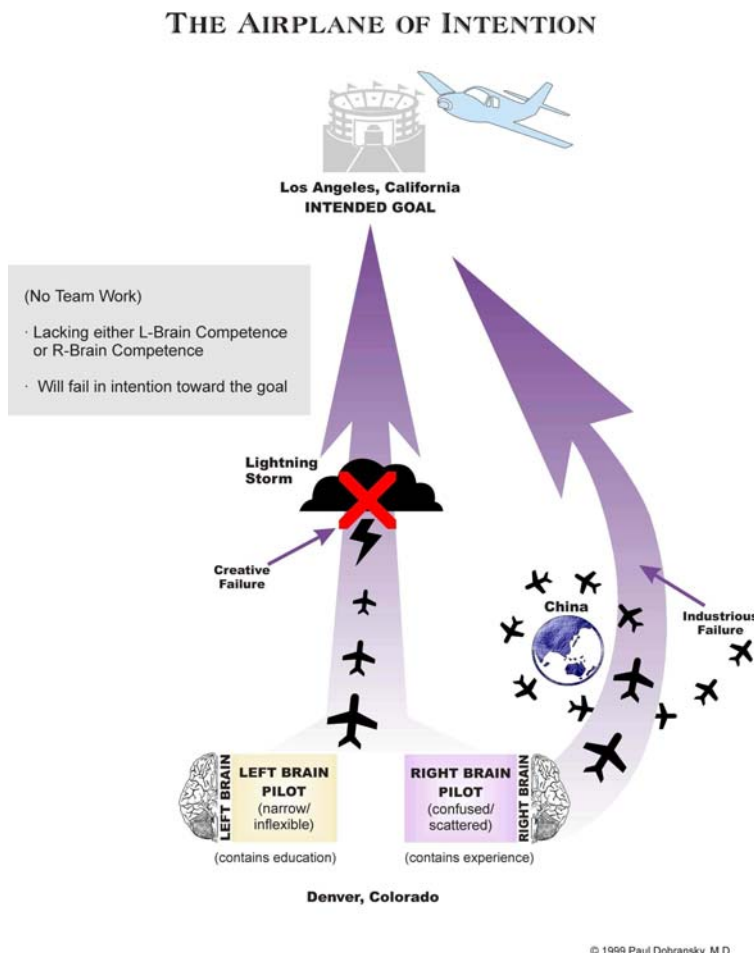 THE AIRPLANE OF INTENTION
Los Angeles, California
INTENDED GOAL
(No Team Work)
· Lacking either L-Brain Competence
or R-Brain Competence
· Will fail in intention toward the goal
Lightning
Storm
Creative
Failure
China
Industrious
Failure
LEFT BRAIN
LEFT BRAIN
PILOT
(narrow/
inflexible)
(contains education)
RIGHT BRAIN
PILOT
(confused/
scattered)
RIGHT BRAIN
(contains experience)
Denver, Colorado
© 1999 Paul Dobransky, M.D.